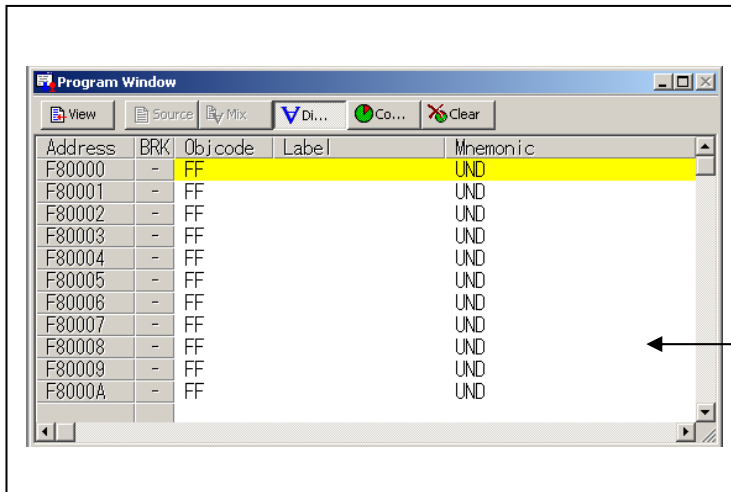 Program Window
View Source Mix Di... Co... Clear
Address BRK Objcode Label Mnemonic
F80000 - FF UND
F80001 - FF UND
F80002 - FF UND
F80003 - FF UND
F80004 - FF UND
F80005 - FF UND
F80006 - FF UND
F80007 - FF UND
F80008 - FF UND
F80009 - FF UND
F8000A - FF UND